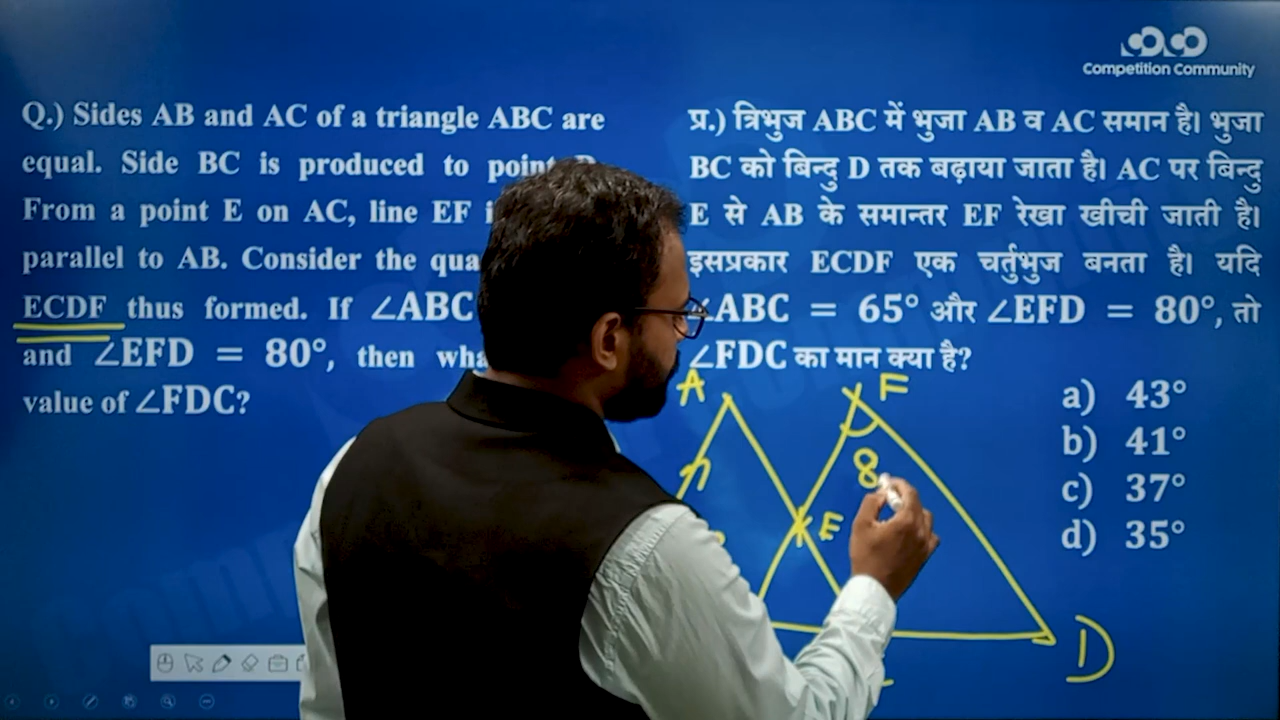 Competition Community
Q.) Sides AB and AC of a triangle ABC are
equal. Side BC is produced to point
From a point E on AC, line EF
parallel to AB. Consider the
ECDF thus formed. If ∠ABC
and ∠EFD = 80°, then
value of ∠FDC?
प्र.) त्रिभुज ABC में भुजा AB व AC समान है। भुजा
BC को बिन्दु D तक बढ़ाया जाता है। AC पर बिन्दु
E से AB के समान्तर EF रेखा खींची जाती है।
इसप्रकार ECDF एक चर्तुभुज बनता है। यदि
∠ABC = 65° और ∠EFD = 80°, तो
∠FDC का मान क्या है?
a) 43°
b) 41°
c) 37°
d) 35°
A
F
8
E
D